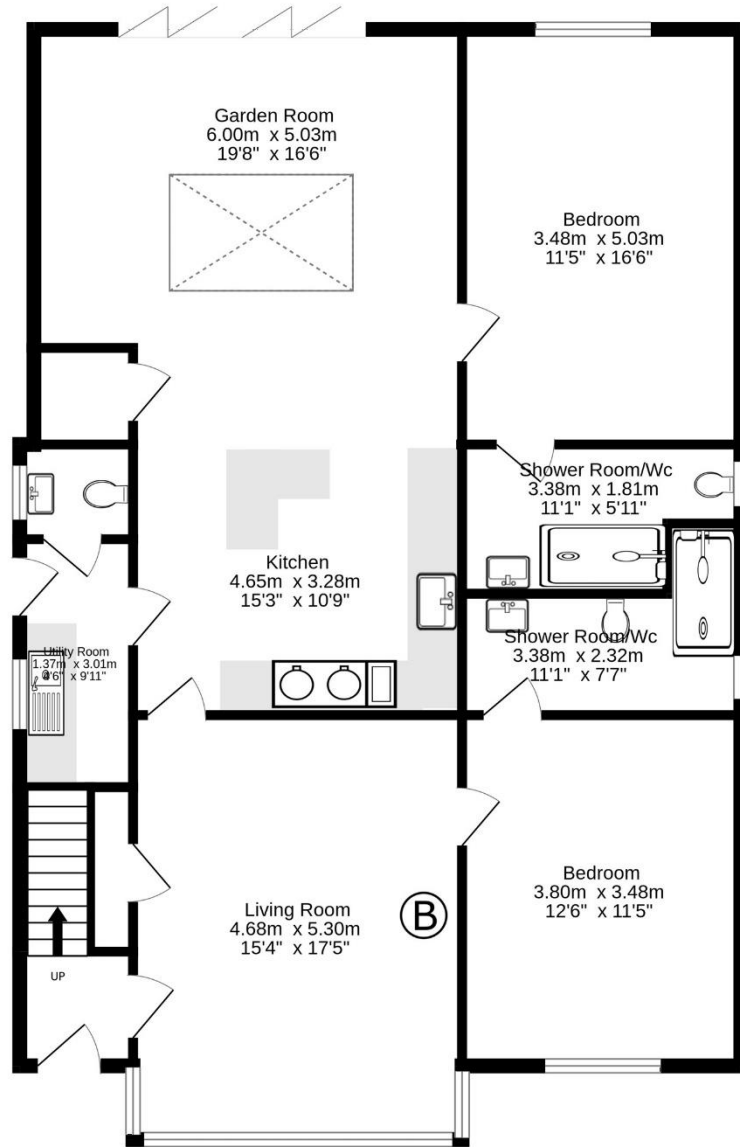 Garden Room
6.00m x 5.03m
19'8" x 16'6"
Bedroom
3.48m x 5.03m
11'5" x 16'6"
Shower Room/Wc
3.38m x 1.81m
11'1" x 5'11"
Kitchen
4.65m x 3.28m
15'3" x 10'9"
Shower Room/Wc
3.38m x 2.32m
11'1" x 7'7"
Utility Room
1.37m x 3.01m
4'6" x 9'11"
Bedroom
3.80m x 3.48m
12'6" x 11'5"
Living Room
4.68m x 5.30m
15'4" x 17'5"
B
UP